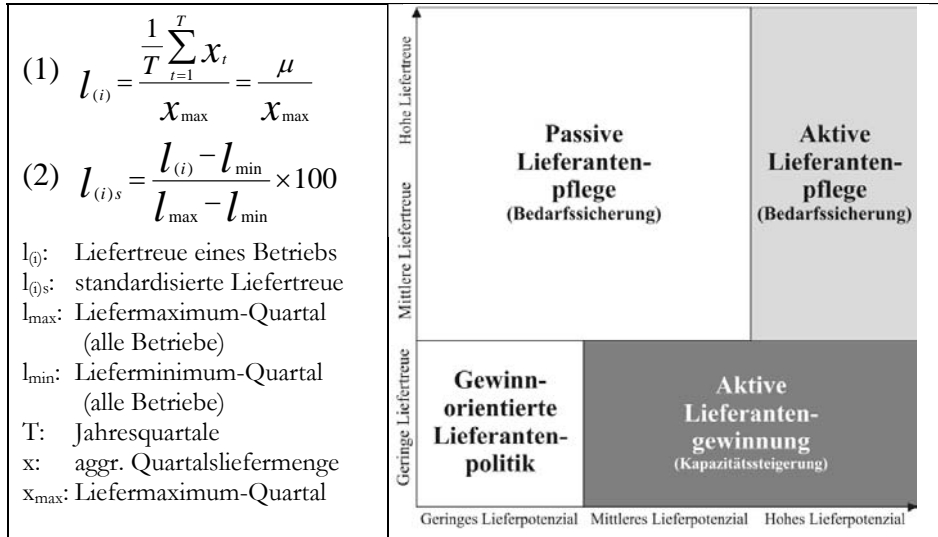 (1) l(i) = (1/T ∑_{t=1}^{T} x_t) / x_max = μ / x_max
(2) l(i)s = (l(i) − l_min) / (l_max − l_min) × 100
l(i): Liefertreue eines Betriebs
l(i)s: standardisierte Liefertreue
l_max: Liefermaximum-Quartal
(alle Betriebe)
l_min: Lieferminimum-Quartal
(alle Betriebe)
T: Jahresquartale
x: aggr. Quartalsliefermenge
x_max: Liefermaximum-Quartal
Hohe Liefertreue
Mittlere Liefertreue
Geringe Liefertreue
Passive
Lieferanten-
pflege
(Bedarfssicherung)
Aktive
Lieferanten-
pflege
(Bedarfssicherung)
Gewinn-
orientierte
Lieferanten-
politik
Aktive
Lieferanten-
gewinnung
(Kapazitätssteigerung)
Geringes Lieferpotenzial
Mittleres Lieferpotenzial
Hohes Lieferpotenzial